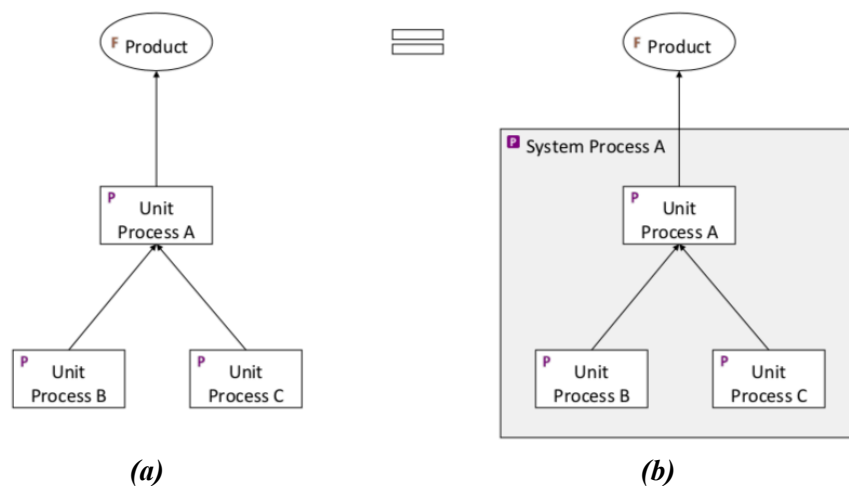 F Product
F Product
P System Process A
P Unit
Process A
P Unit
Process A
P Unit
Process B
P Unit
Process C
P Unit
Process B
P Unit
Process C
(a)
(b)